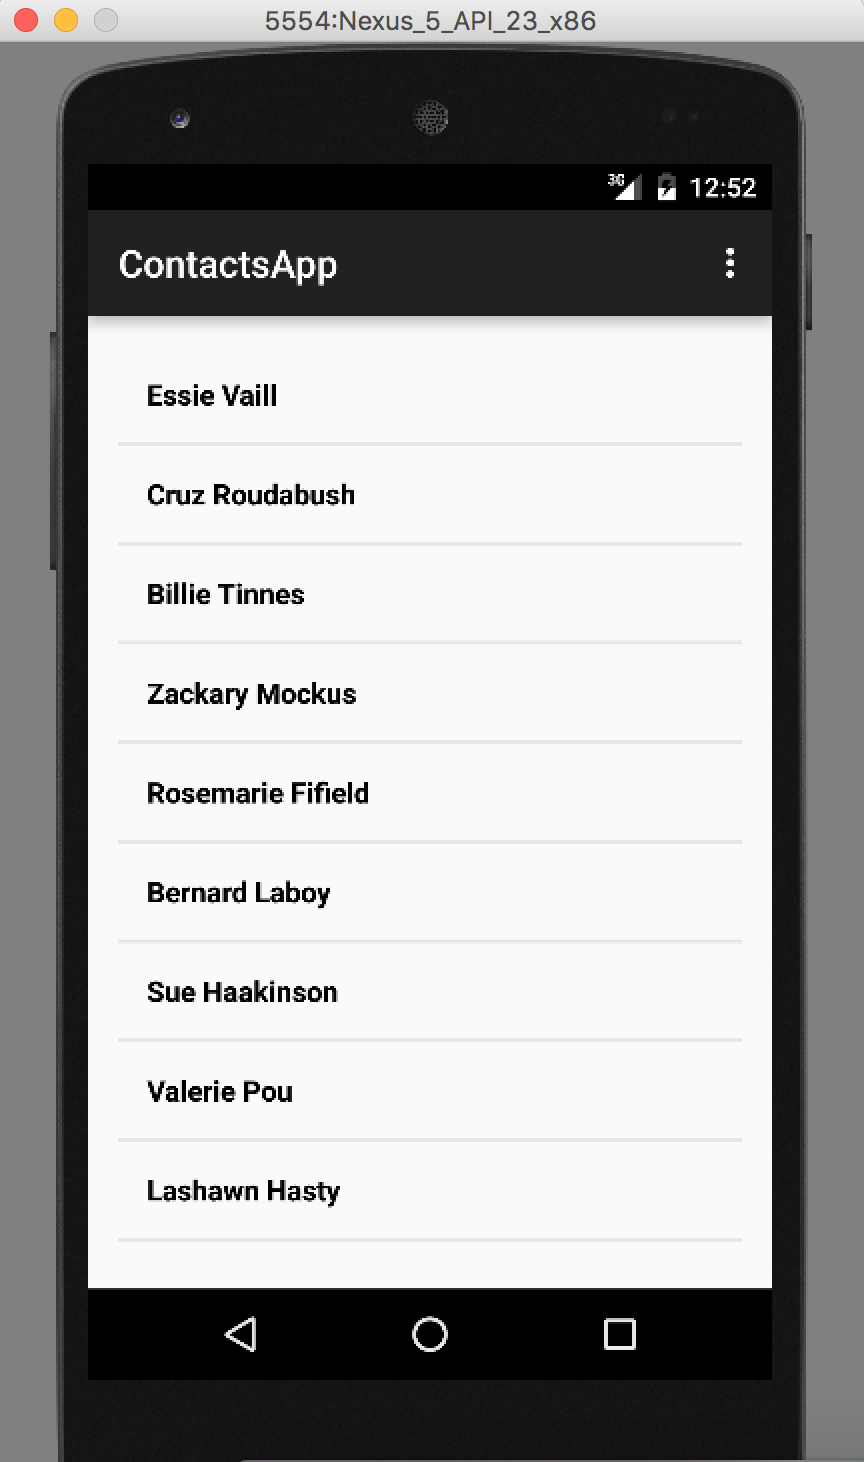 5554:Nexus_5_API_23_x86
3G 12:52
ContactsApp
Essie Vaill
Cruz Roudabush
Billie Tinnes
Zackary Mockus
Rosemarie Fifield
Bernard Laboy
Sue Haakinson
Valerie Pou
Lashawn Hasty